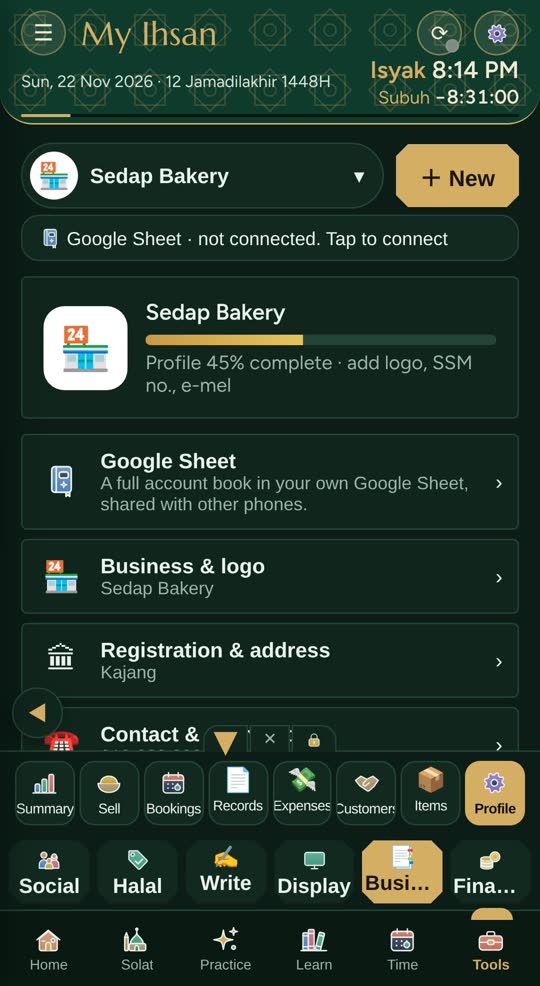 ☰ My Ihsan
Sun, 22 Nov 2026 · 12 Jamadilakhir 1448H
Isyak 8:14 PM
Subuh −8:31:00
24 Sedap Bakery ▼
+ New
Google Sheet · not connected. Tap to connect
24
Sedap Bakery
Profile 45% complete · add logo, SSM
no., e-mel
Google Sheet
A full account book in your own Google Sheet,
shared with other phones.
›
24
Business & logo
Sedap Bakery
›
Registration & address
Kajang
›
Contact &
›
Summary
Sell
Bookings
Records
Expenses
Customers
Items
Profile
Social
Halal
Write
Display
Busi...
Fina...
Home
Solat
Practice
Learn
Time
Tools